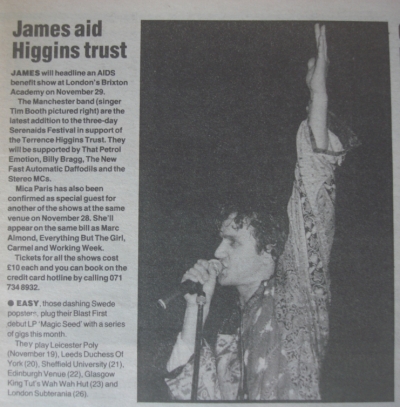 James aid
Higgins trust
JAMES will headline an AIDS
benefit show at London's Brixton
Academy on November 29.
The Manchester band (singer
Tim Booth pictured right) are the
latest addition to the three-day
Serenaide Festival in support of
the Terrence Higgins Trust. They
will be supported by That Petrol
Emotion, Billy Bragg, The New
Fast Automatic Daffodils and the
Stereo MCs.
Mica Paris has also been
confirmed as special guest for
another of the shows at the same
venue on November 28. She'll
appear on the same bill as Marc
Almond, Everything But The Girl,
Carmel and Working Week.
Tickets for all the shows cost
£10 each and you can book on the
credit card hotline by calling 071
734 8932.
● EASY, those dashing Swede
popsters, plug their Blast First
debut LP 'Magic Seed' with a series
of gigs this month.
They play Leicester Poly
(November 19), Leeds Duchess Of
York (20), Sheffield University (21),
Edinburgh Venue (22), Glasgow
King Tut's Wah Wah Hut (23) and
London Subterania (26).